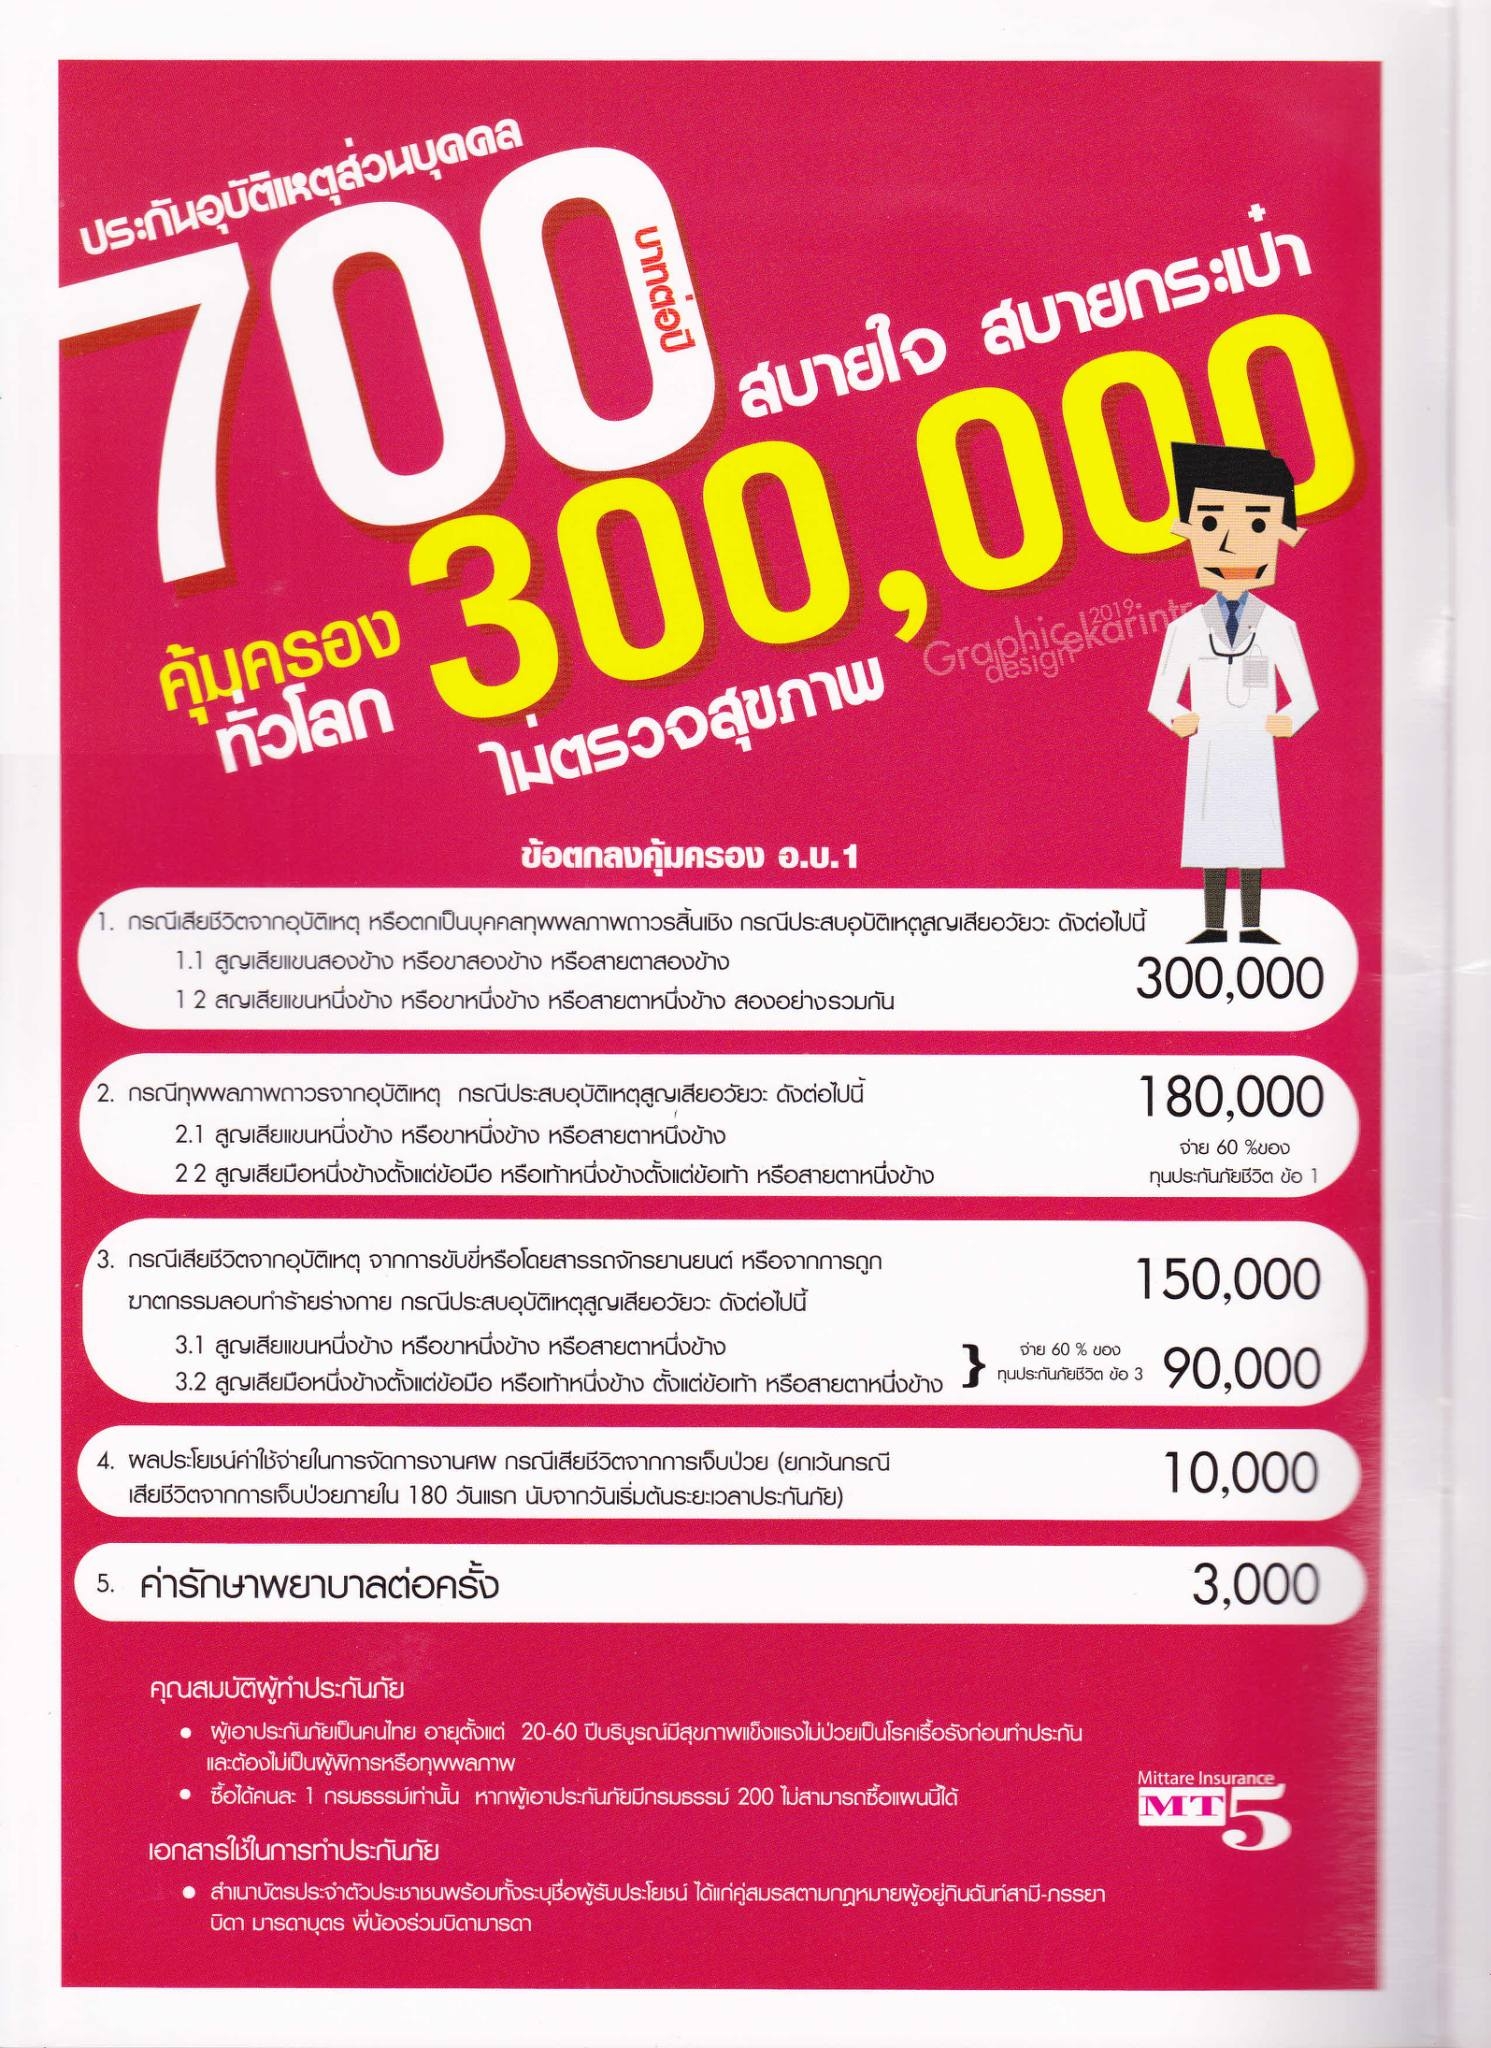 ประกันอุบัติเหตุส่วนบุคคล
700
บาทต่อปี
สบายใจ สบายกระเป๋า
คุ้มครอง
300,000
ทั่วโลก
ไม่ตรวจสุขภาพ
Graphic
design
2019
ekarintr
ข้อตกลงคุ้มครอง อ.บ.1
1. กรณีเสียชีวิตจากอุบัติเหตุ หรือตกเป็นบุคคลทุพพลภาพถาวรสิ้นเชิง กรณีประสบอุบัติเหตุสูญเสียอวัยวะ ดังต่อไปนี้
1.1 สูญเสียแขนสองข้าง หรือขาสองข้าง หรือสายตาสองข้าง
300,000
1 2 สญเสียแขนหนึ่งข้าง หรือขาหนึ่งข้าง หรือสายตาหนึ่งข้าง สองอย่างรวมกัน
2. กรณีทุพพลภาพถาวรจากอุบัติเหตุ กรณีประสบอุบัติเหตุสูญเสียอวัยวะ ดังต่อไปนี้
180,000
2.1 สูญเสียแขนหนึ่งข้าง หรือขาหนึ่งข้าง หรือสายตาหนึ่งข้าง
จ่าย 60 %ของ
2 2 สูญเสียมือหนึ่งข้างตั้งแต่ข้อมือ หรือเท้าหนึ่งข้างตั้งแต่ข้อเท้า หรือสายตาหนึ่งข้าง
ทุนประกันภัยชีวิต ข้อ 1
3. กรณีเสียชีวิตจากอุบัติเหตุ จากการขับขี่หรือโดยสารรถจักรยานยนต์ หรือจากการถูก
150,000
ฆาตกรรมลอบทำร้ายร่างกาย กรณีประสบอุบัติเหตุสูญเสียอวัยวะ ดังต่อไปนี้
3.1 สูญเสียแขนหนึ่งข้าง หรือขาหนึ่งข้าง หรือสายตาหนึ่งข้าง
3.2 สูญเสียมือหนึ่งข้างตั้งแต่ข้อมือ หรือเท้าหนึ่งข้าง ตั้งแต่ข้อเท้า หรือสายตาหนึ่งข้าง
}
จ่าย 60 % ของ
ทุนประกันภัยชีวิต ข้อ 3
90,000
4. ผลประโยชน์ค่าใช้จ่ายในการจัดการงานศพ กรณีเสียชีวิตจากการเจ็บป่วย (ยกเว้นกรณี
เสียชีวิตจากการเจ็บป่วยภายใน 180 วันแรก นับจากวันเริ่มต้นระยะเวลาประกันภัย)
10,000
5. ค่ารักษาพยาบาลต่อครั้ง
3,000
คุณสมบัติผู้ทำประกันภัย
● ผู้เอาประกันภัยเป็นคนไทย อายุตั้งแต่ 20-60 ปีบริบูรณ์มีสุขภาพแข็งแรงไม่ป่วยเป็นโรคเรื้อรังก่อนทำประกัน
และต้องไม่เป็นผู้พิการหรือทุพพลภาพ
● ซื้อได้คนละ 1 กรมธรรม์เท่านั้น หากผู้เอาประกันภัยมีกรมธรรม์ 200 ไม่สามารถซื้อแผนนี้ได้
Mittare Insurance
MT5
เอกสารใช้ในการทำประกันภัย
● สำเนาบัตรประจำตัวประชาชนพร้อมทั้งระบุชื่อผู้รับประโยชน์ ได้แก่คู่สมรสตามกฎหมายผู้อยู่กินฉันท์สามี-ภรรยา
บิดา มารดาบุตร พี่น้องร่วมบิดามารดา